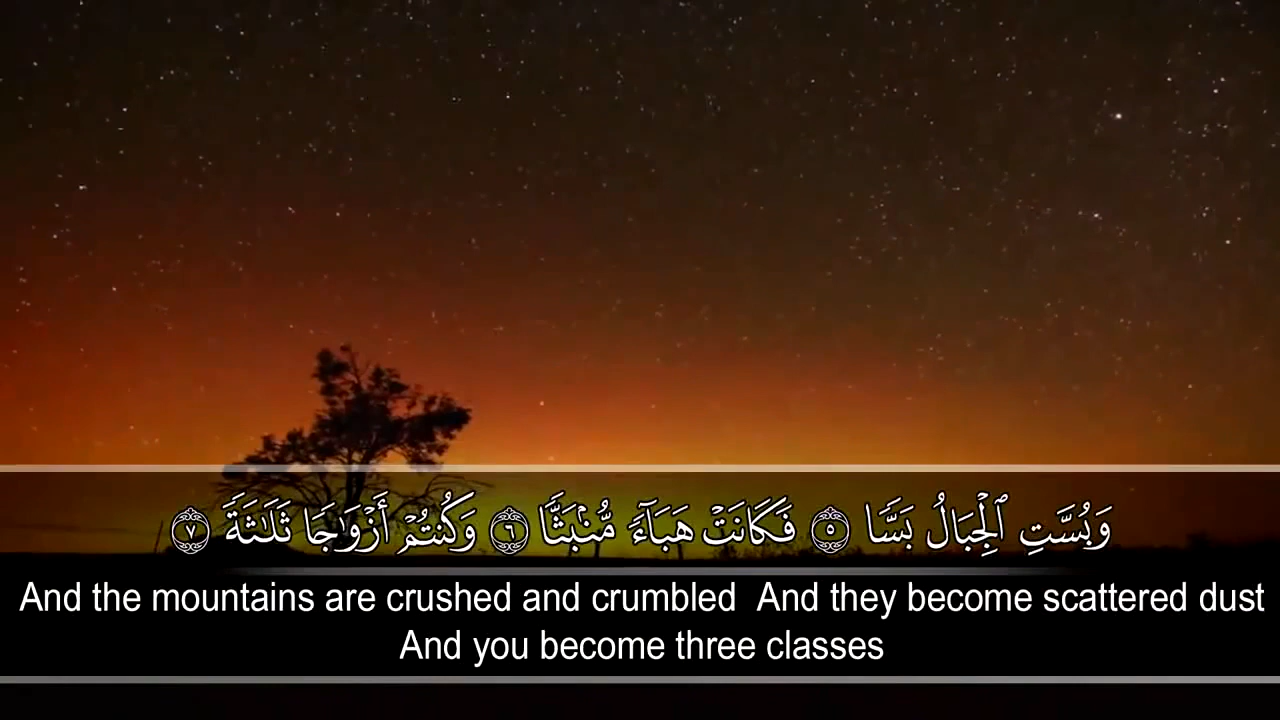 وَبُسَّتِ ٱلْجِبَالُ بَسًّا ۝٥ فَكَانَتْ هَبَآءً مُّنۢبَثًّا ۝٦ وَكُنتُمْ أَزْوَٰجًا ثَلَٰثَةً ۝٧
And the mountains are crushed and crumbled And they become scattered dust
And you become three classes